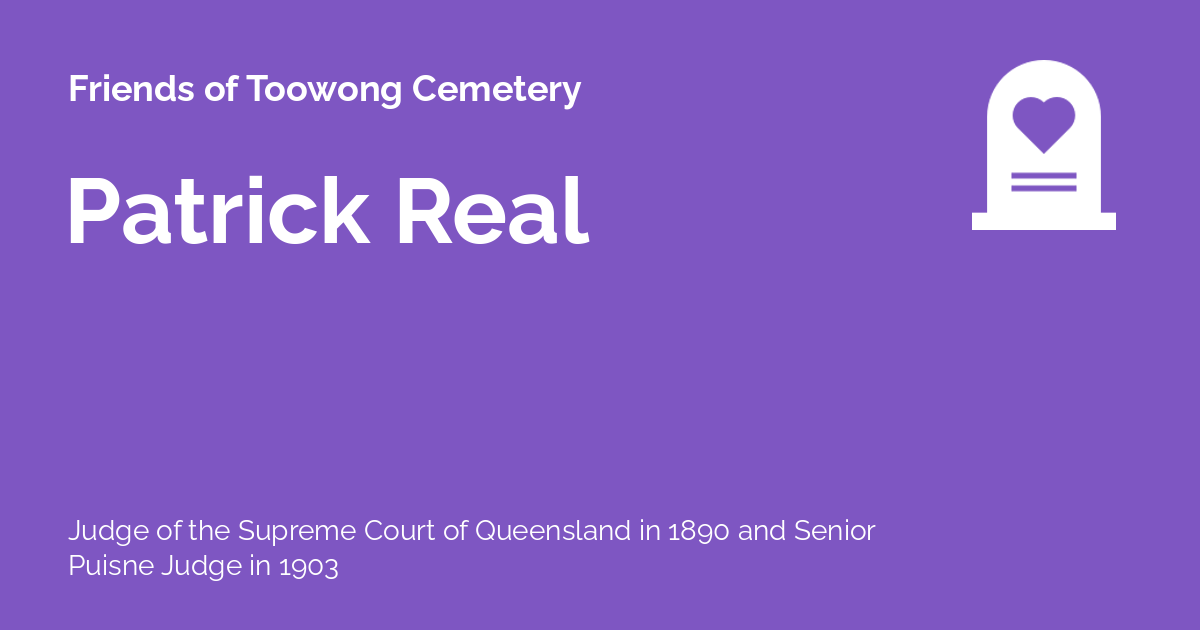 Friends of Toowong Cemetery
Patrick Real
Judge of the Supreme Court of Queensland in 1890 and Senior
Puisne Judge in 1903